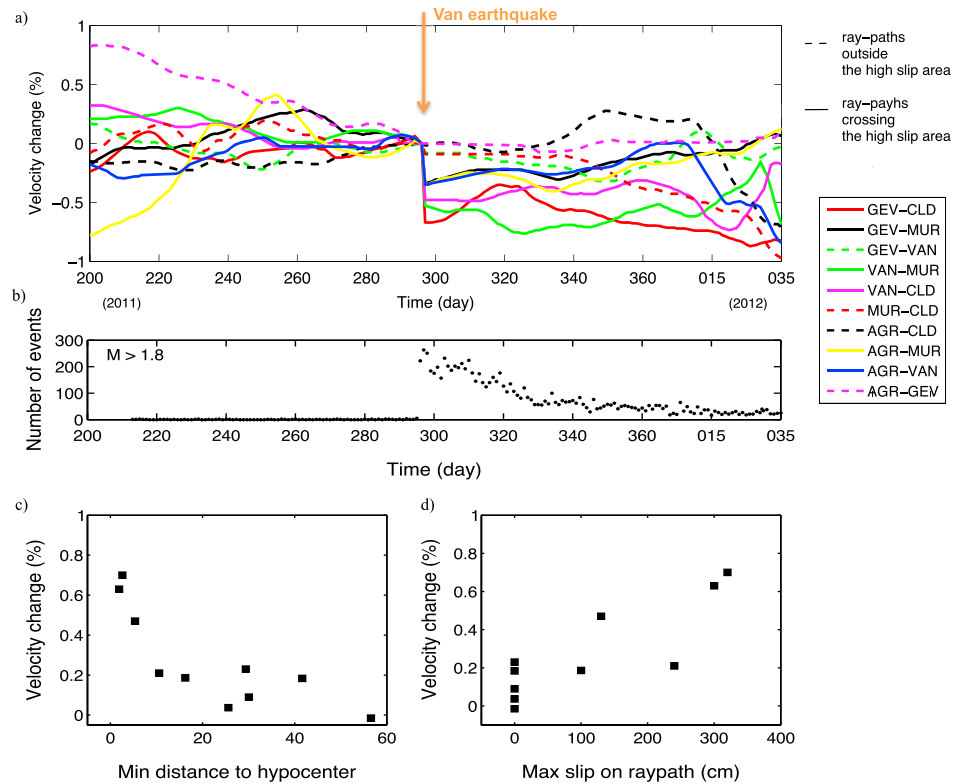 a)
Van earthquake
Velocity change (%)
1
0.5
0
−0.5
−1
200 220 240 260 280 300 320 340 360 015 035
(2011) Time (day) (2012)
ray−paths
outside
the high slip area
ray−payhs
crossing
the high slip area
GEV−CLD
GEV−MUR
GEV−VAN
VAN−MUR
VAN−CLD
MUR−CLD
AGR−CLD
AGR−MUR
AGR−VAN
AGR−GEV
b)
Number of events
M > 1.8
300
200
100
0
200 220 240 260 280 300 320 340 360 015 035
Time (day)
c)
Velocity change (%)
1
0.8
0.6
0.4
0.2
0
0 20 40 60
Min distance to hypocenter
d)
Velocity change (%)
1
0.8
0.6
0.4
0.2
0
0 100 200 300 400
Max slip on raypath (cm)